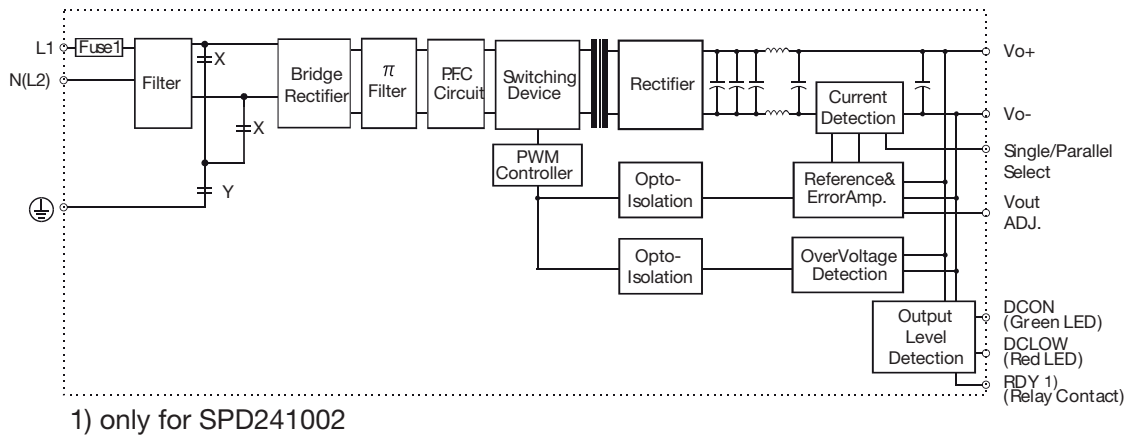 L1
Fuse1
N(L2)
Filter
X
X
Y
Bridge
Rectifier
π
Filter
P.F.C
Circuit
Switching
Device
Rectifier
Current
Detection
Vo+
Vo-
Single/Parallel
Select
PWM
Controller
Opto-
Isolation
Reference&
ErrorAmp.
Vout
ADJ.
Opto-
Isolation
OverVoltage
Detection
Output
Level
Detection
DCON
(Green LED)
DCLOW
(Red LED)
RDY 1)
(Relay Contact)
1) only for SPD241002